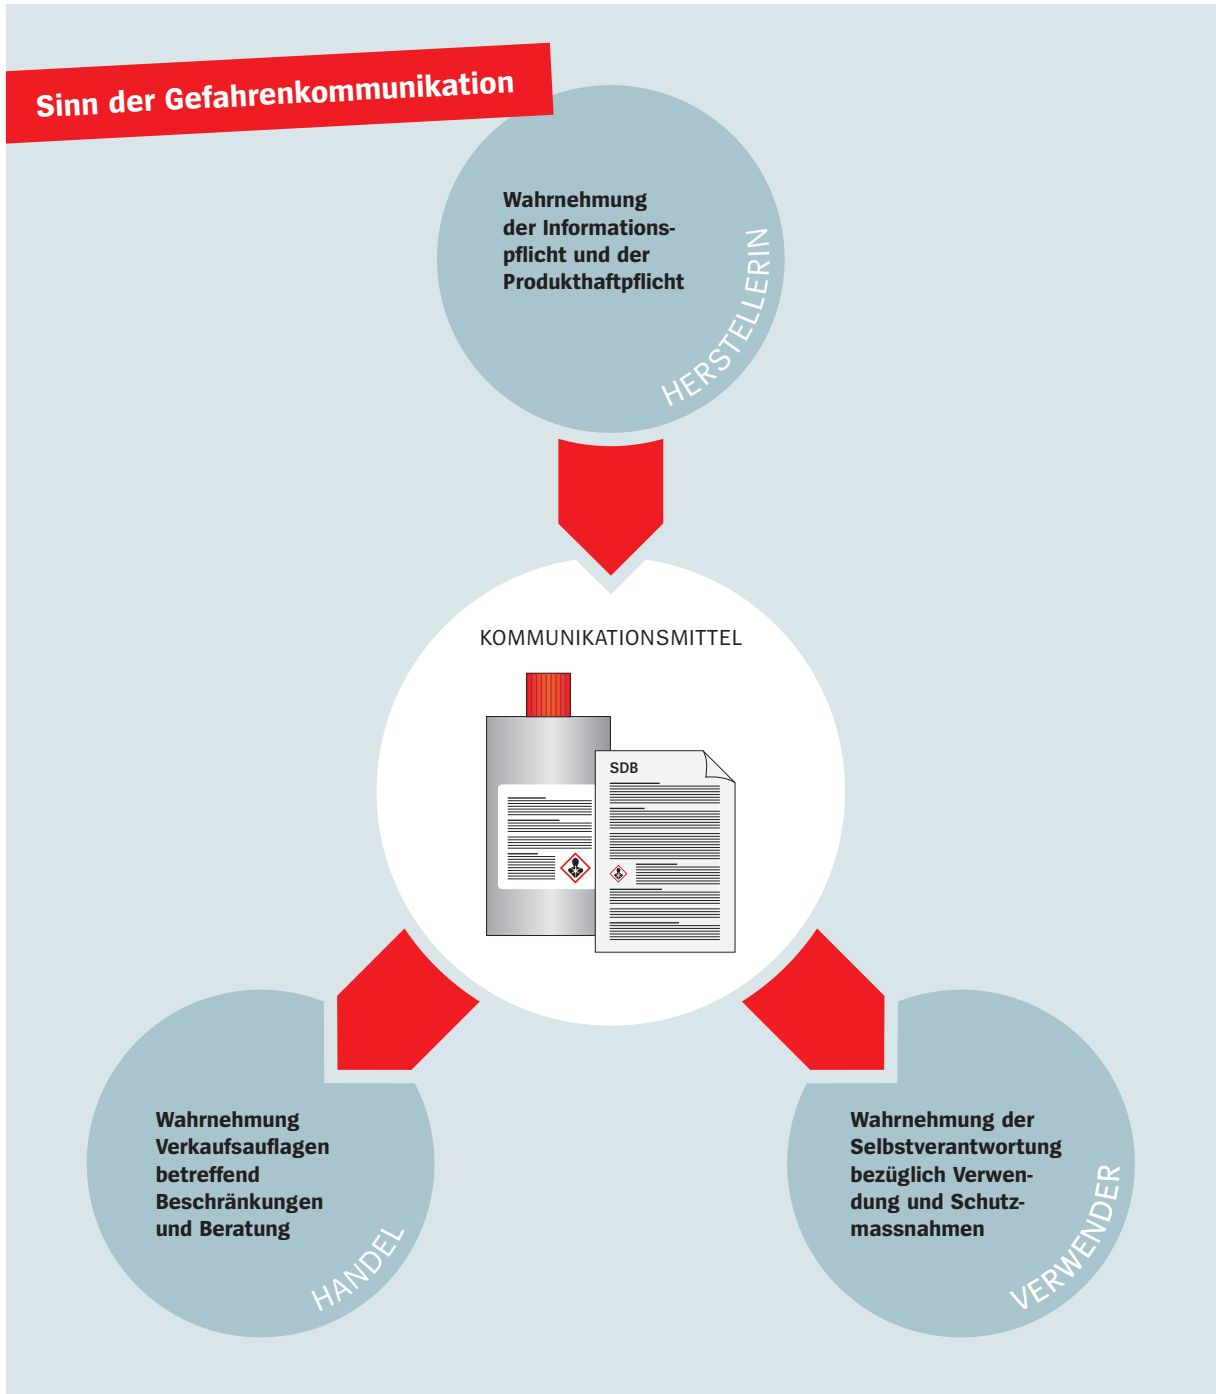 Sinn der Gefahrenkommunikation
Wahrnehmung
der Informations-
pflicht und der
Produkthaftpflicht
HERSTELLERIN
KOMMUNIKATIONSMITTEL
SDB
Wahrnehmung
Verkaufsauflagen
betreffend
Beschränkungen
und Beratung
HANDEL
Wahrnehmung der
Selbstverantwortung
bezüglich Verwen-
dung und Schutz-
massnahmen
VERWENDER